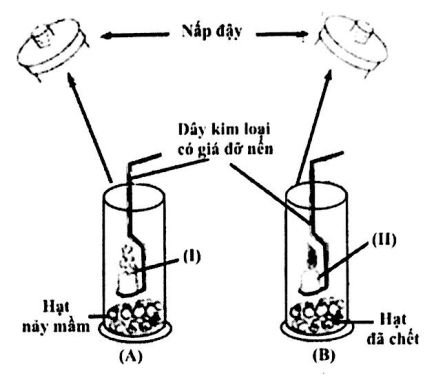 Nắp đậy
Dây kim loại
có giá đỡ nến
(I)
(II)
Hạt
nảy mầm
Hạt
đã chết
(A)
(B)